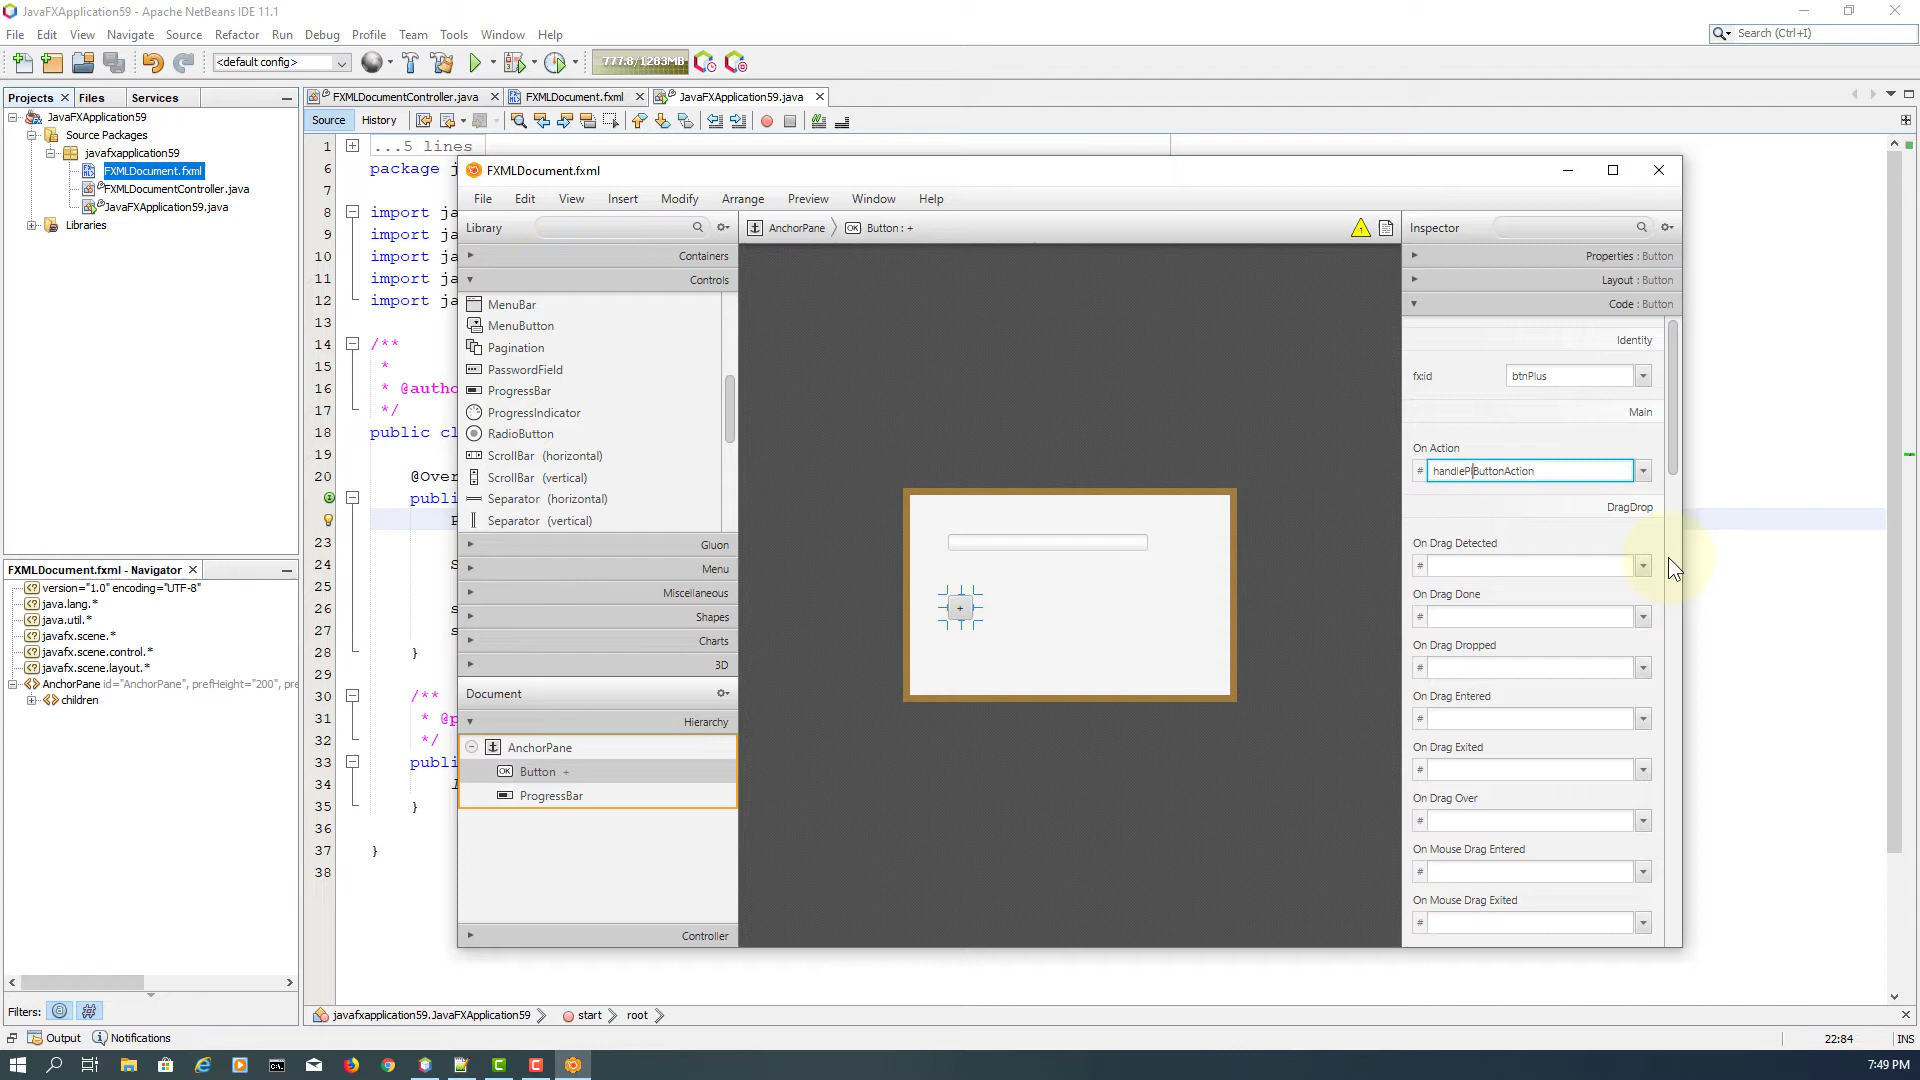 JavaFXApplication59 - Apache NetBeans IDE 11.1
File Edit View Navigate Source Refactor Run Debug Profile Team Tools Window Help
Search (Ctrl+I)
<default config>
777.8/1283MB
Projects Files Services
FXMLDocumentController.java FXMLDocument.fxml JavaFXApplication59.java
JavaFXApplication59
Source Packages
javafxapplication59
FXMLDocument.fxml
FXMLDocumentController.java
JavaFXApplication59.java
Libraries
Source History
1 ...5 lines
6 package j
7
8 import ja
9 import ja
10 import ja
11 import ja
12 import ja
13
14 /**
15 *
16 * @autho
17 */
18 public cl
20 @Over
publi
23
24
25
26 s
27 s
28 }
29
30 /**
31 * @p
32 */
33 publi
34
35 }
36
37 }
38
FXMLDocument.fxml
File Edit View Insert Modify Arrange Preview Window Help
Library
Containers
Controls
MenuBar
MenuButton
Pagination
PasswordField
ProgressBar
ProgressIndicator
RadioButton
ScrollBar (horizontal)
ScrollBar (vertical)
Separator (horizontal)
Separator (vertical)
Gluon
Menu
Miscellaneous
Shapes
Charts
3D
Document
Hierarchy
AnchorPane
OK Button +
ProgressBar
Controller
AnchorPane OK Button : +
+
Inspector
Properties : Button
Layout : Button
Code : Button
Identity
fx:id btnPlus
Main
On Action
# handlePlButtonAction
DragDrop
On Drag Detected
#
On Drag Done
#
On Drag Dropped
#
On Drag Entered
#
On Drag Exited
#
On Drag Over
#
On Mouse Drag Entered
#
On Mouse Drag Exited
#
FXMLDocument.fxml - Navigator
version="1.0" encoding="UTF-8"
java.lang.*
java.util.*
javafx.scene.*
javafx.scene.control.*
javafx.scene.layout.*
AnchorPane id="AnchorPane", prefHeight="200", pre
children
Filters:
javafxapplication59.JavaFXApplication59 start root
Output Notifications
22:84 INS
7:49 PM